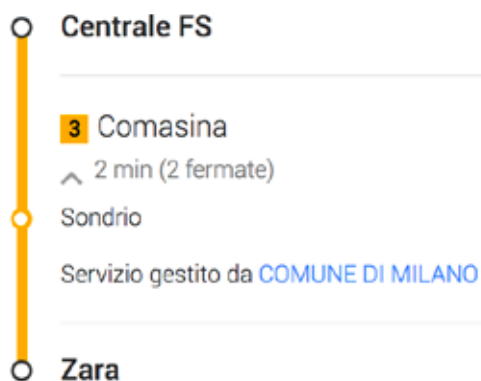 Centrale FS
3 Comasina
2 min (2 fermate)
Sondrio
Servizio gestito da COMUNE DI MILANO
Zara